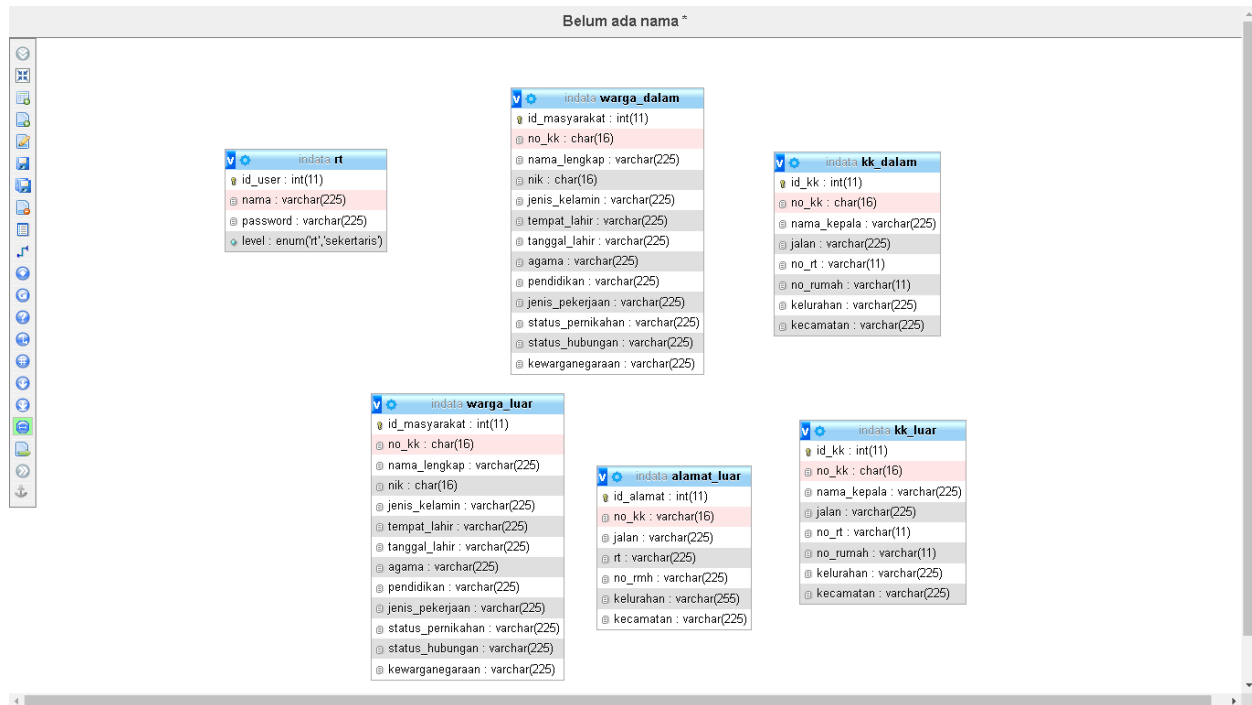 Belum ada nama *
indata rt
id_user : int(11)
nama : varchar(225)
password : varchar(225)
level : enum('rt','sekertaris')
indata warga_dalam
id_masyarakat : int(11)
no_kk : char(16)
nama_lengkap : varchar(225)
nik : char(16)
jenis_kelamin : varchar(225)
tempat_lahir : varchar(225)
tanggal_lahir : varchar(225)
agama : varchar(225)
pendidikan : varchar(225)
jenis_pekerjaan : varchar(225)
status_pernikahan : varchar(225)
status_hubungan : varchar(225)
kewarganegaraan : varchar(225)
indata kk_dalam
id_kk : int(11)
no_kk : char(16)
nama_kepala : varchar(225)
jalan : varchar(225)
no_rt : varchar(11)
no_rumah : varchar(11)
kelurahan : varchar(225)
kecamatan : varchar(225)
indata warga_luar
id_masyarakat : int(11)
no_kk : char(16)
nama_lengkap : varchar(225)
nik : char(16)
jenis_kelamin : varchar(225)
tempat_lahir : varchar(225)
tanggal_lahir : varchar(225)
agama : varchar(225)
pendidikan : varchar(225)
jenis_pekerjaan : varchar(225)
status_pernikahan : varchar(225)
status_hubungan : varchar(225)
kewarganegaraan : varchar(225)
indata alamat_luar
id_alamat : int(11)
no_kk : varchar(16)
jalan : varchar(225)
rt : varchar(225)
no_rmh : varchar(225)
kelurahan : varchar(255)
kecamatan : varchar(225)
indata kk_luar
id_kk : int(11)
no_kk : char(16)
nama_kepala : varchar(225)
jalan : varchar(225)
no_rt : varchar(11)
no_rumah : varchar(11)
kelurahan : varchar(225)
kecamatan : varchar(225)